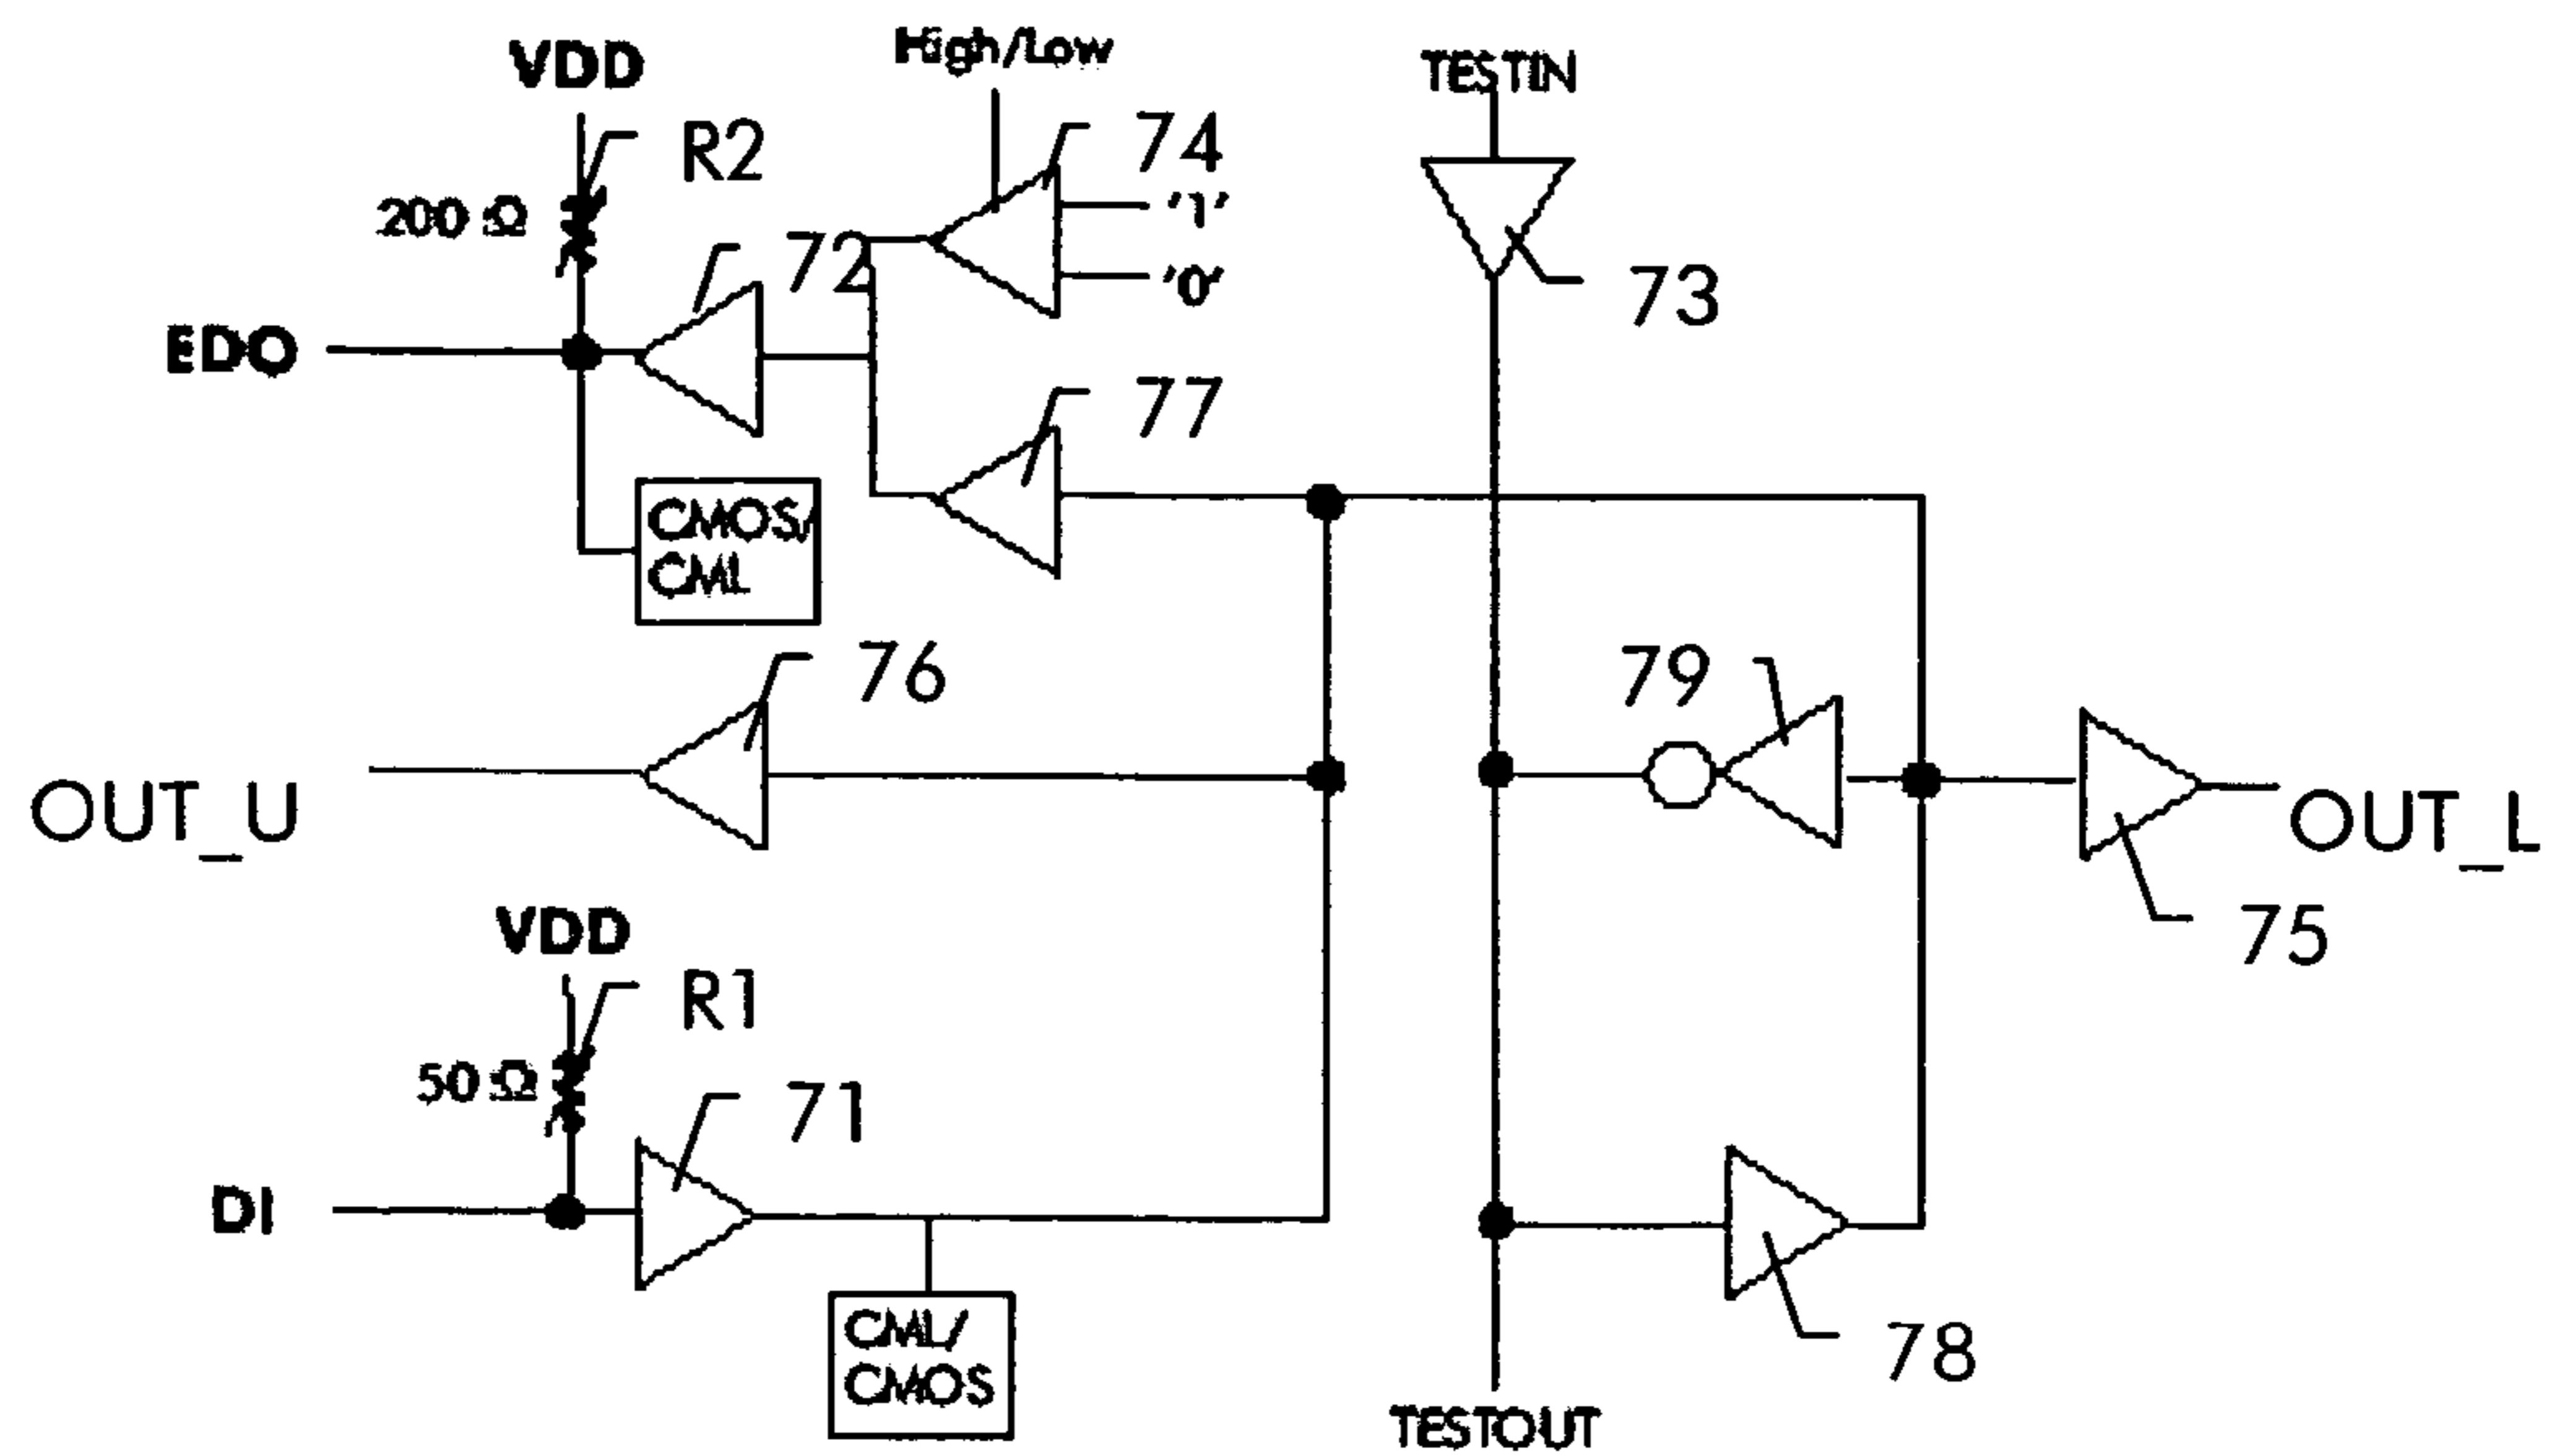 High/Low
VDD
TESTIN
R2
74
200 Ω
'1'
72
'0'
73
EDO
77
CMOS/
CML
76
79
OUT_U
OUT_L
VDD
75
R1
50 Ω
71
DI
CML/
CMOS
78
TESTOUT